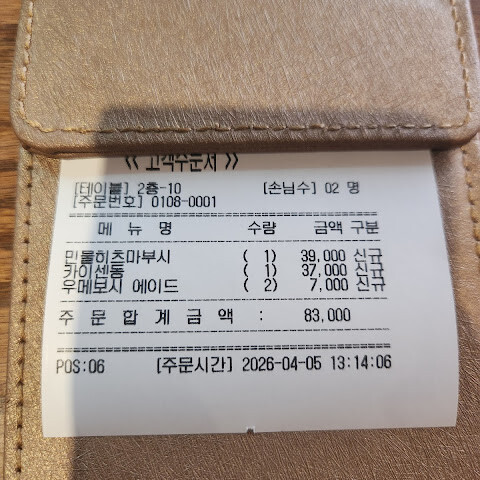 << 고객주문서 >>
[테이블] 2층-10 [손님수] 02 명
[주문번호] 0108-0001
메 뉴 명 수량 금액 구분
민물히츠마부시 ( 1) 39,000 신규
카이센동 ( 1) 37,000 신규
우메보시 에이드 ( 2) 7,000 신규
주 문 합 계 금 액 : 83,000
POS:06 [주문시간] 2026-04-05 13:14:06